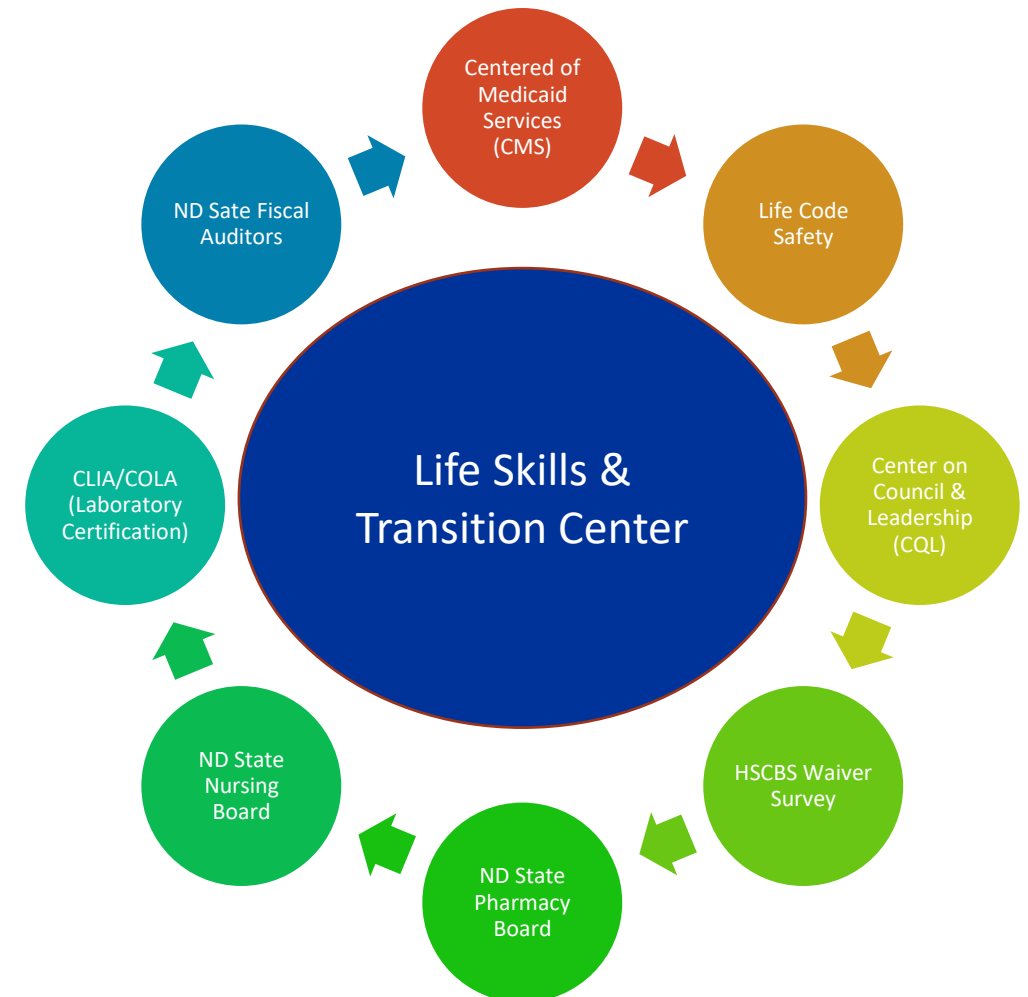 Centered of
Medicaid
Services
(CMS)
Life Code
Safety
Center on
Council &
Leadership
(CQL)
HSCBS Waiver
Survey
ND State
Pharmacy
Board
ND State
Nursing
Board
CLIA/COLA
(Laboratory
Certification)
ND Sate Fiscal
Auditors
Life Skills &
Transition Center